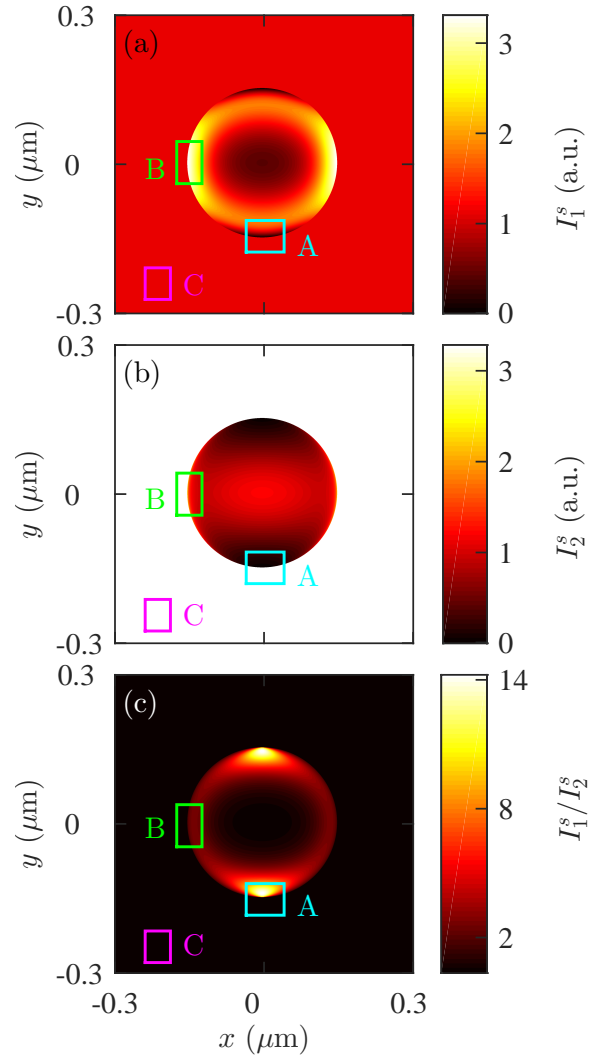 0.3
(a)
B
A
C
0
-0.3
y (μm)
3
2
1
0
I₁ˢ (a.u.)
0.3
(b)
B
A
C
0
-0.3
y (μm)
3
2
1
0
I₂ˢ (a.u.)
0.3
(c)
B
A
C
0
-0.3
y (μm)
14
8
2
I₁ˢ/I₂ˢ
-0.3 0 0.3
x (μm)